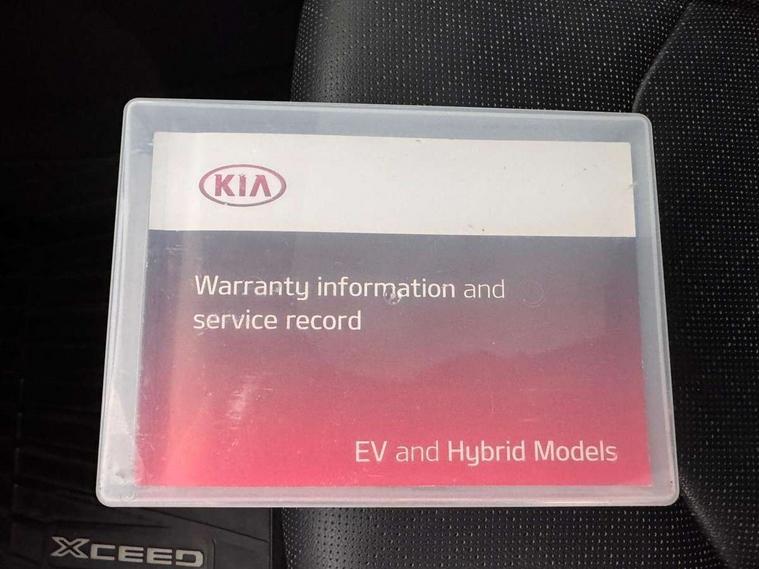 KIA
Warranty information and
service record
EV and Hybrid Models
XCEED